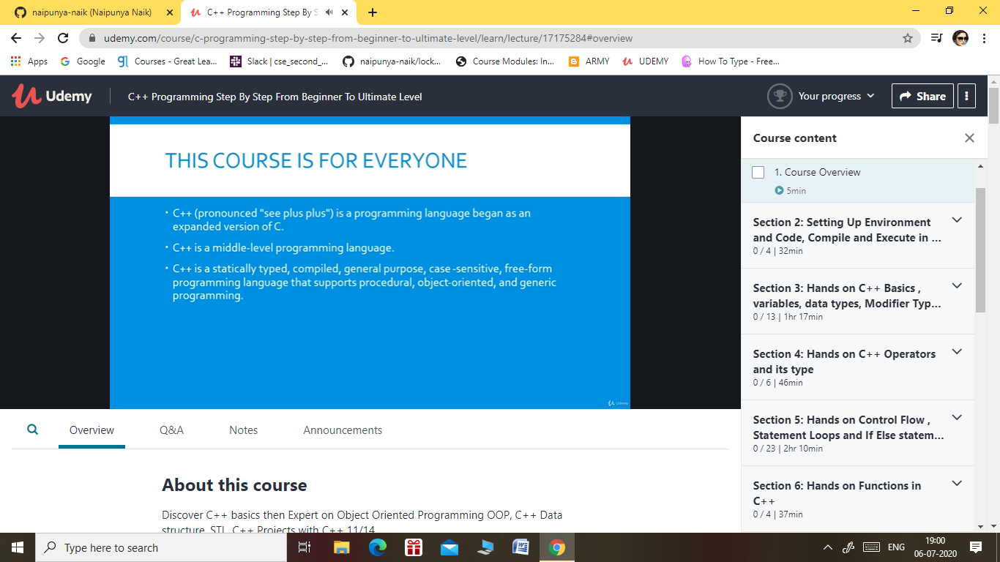 naipunya-naik (Naipunya Naik)
C++ Programming Step By S
udemy.com/course/c-programming-step-by-step-from-beginner-to-ultimate-level/learn/lecture/17175284#overview
Apps Google Courses - Great Lea... Slack | cse_second_... naipunya-naik/lock... Course Modules: In... ARMY UDEMY How To Type - Free...
Udemy C++ Programming Step By Step From Beginner To Ultimate Level Your progress Share
THIS COURSE IS FOR EVERYONE
• C++ (pronounced "see plus plus") is a programming language began as an
expanded version of C.
• C++ is a middle-level programming language.
• C++ is a statically typed, compiled, general purpose, case-sensitive, free-form
programming language that supports procedural, object-oriented, and generic
programming.
Udemy
Course content
1. Course Overview
5min
Section 2: Setting Up Environment
and Code, Compile and Execute in ...
0 / 4 | 32min
Section 3: Hands on C++ Basics ,
variables, data types, Modifier Typ...
0 / 13 | 1hr 17min
Section 4: Hands on C++ Operators
and its type
0 / 6 | 46min
Section 5: Hands on Control Flow ,
Statement Loops and If Else statem...
0 / 23 | 2hr 10min
Section 6: Hands on Functions in
C++
0 / 4 | 37min
Overview Q&A Notes Announcements
About this course
Discover C++ basics then Expert on Object Oriented Programming OOP, C++ Data
structure, STL, C++ Projects with C++ 11/14
Type here to search
ENG
19:00
06-07-2020